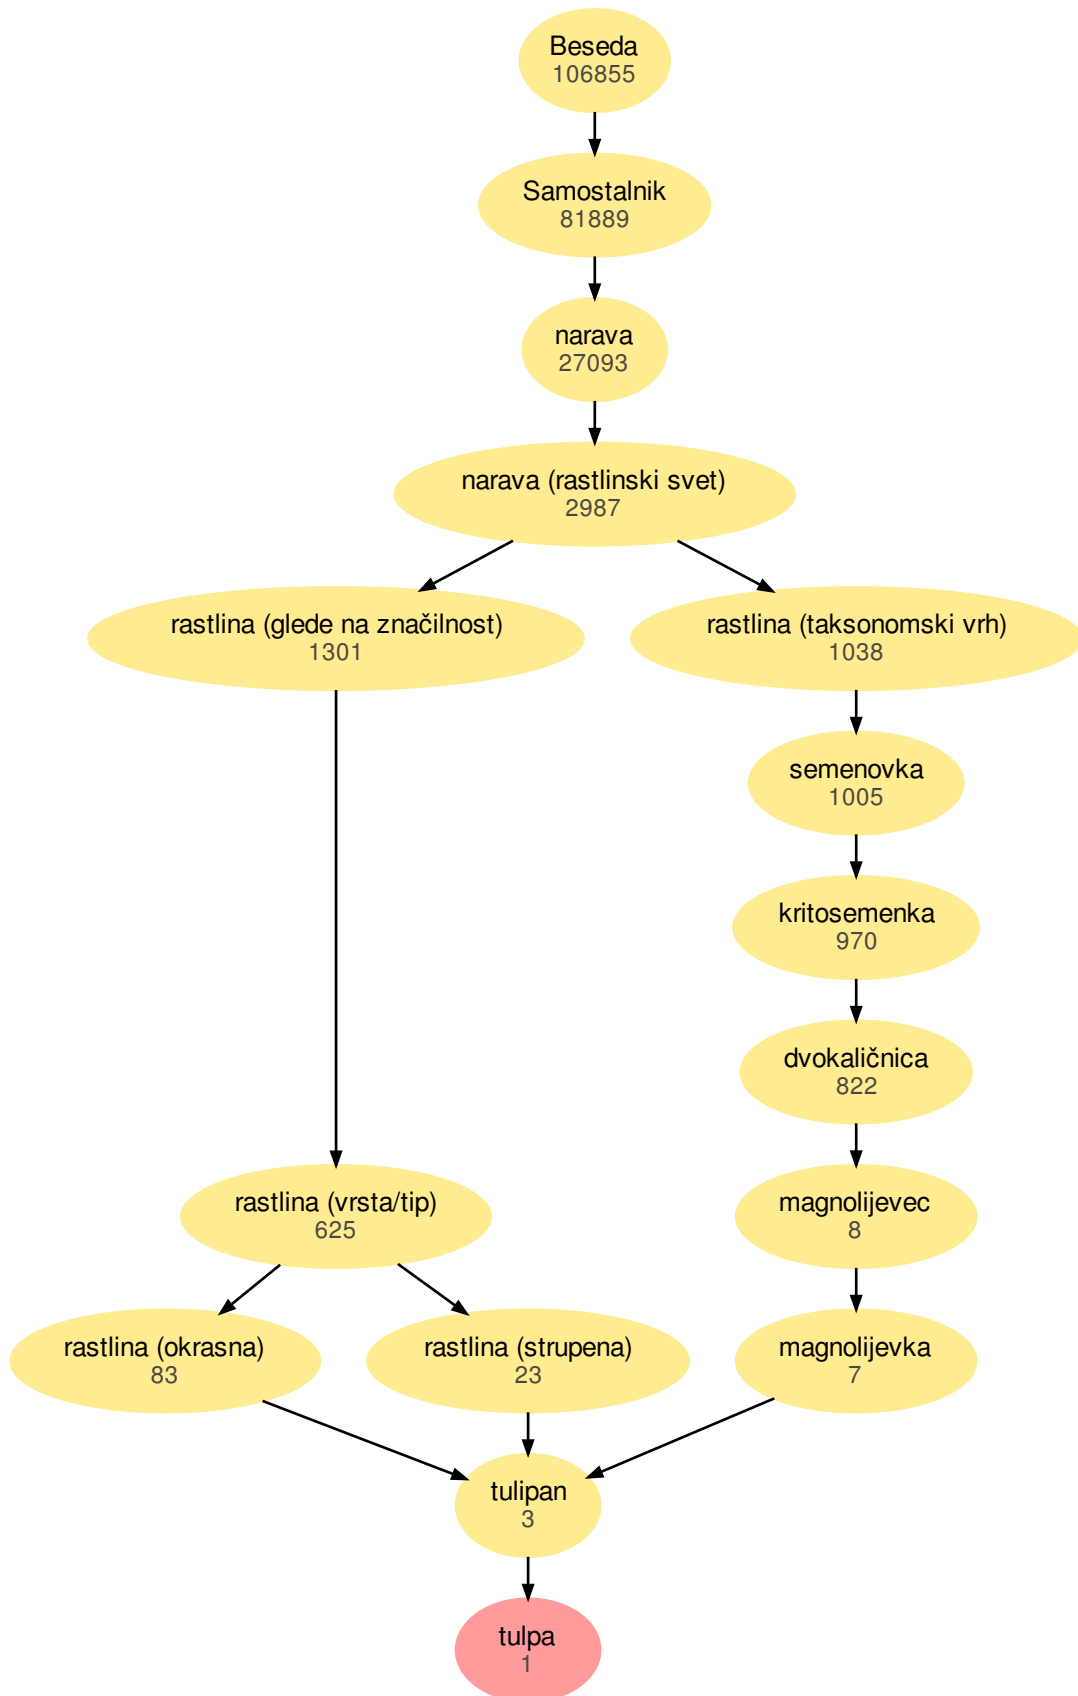 Beseda
106855
Samostalnik
81889
narava
27093
narava (rastlinski svet)
2987
rastlina (glede na značilnost)
1301
rastlina (taksonomski vrh)
1038
semenovka
1005
kritosemenka
970
dvokaličnica
822
rastlina (vrsta/tip)
625
magnolijevec
8
rastlina (okrasna)
83
rastlina (strupena)
23
magnolijevka
7
tulipan
3
tulpa
1